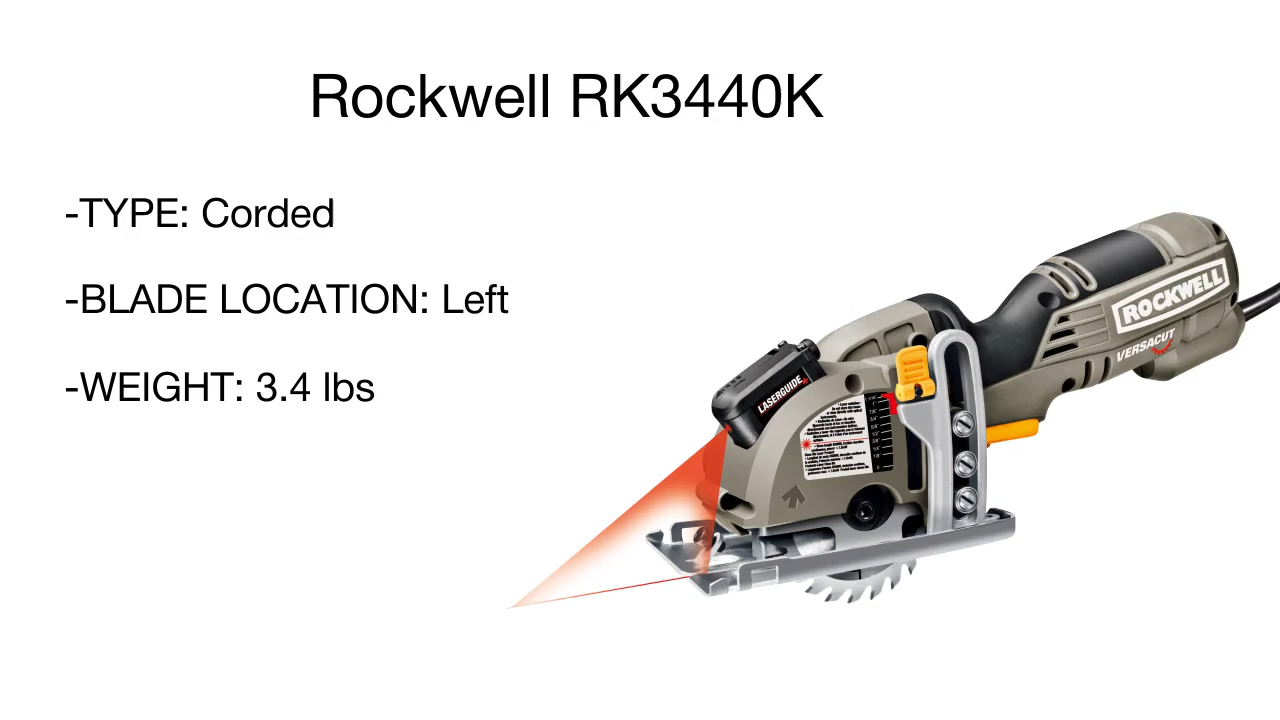 Rockwell RK3440K
-TYPE: Corded
-BLADE LOCATION: Left
-WEIGHT: 3.4 lbs
ROCKWELL
VERSACUT
LASERGUIDE